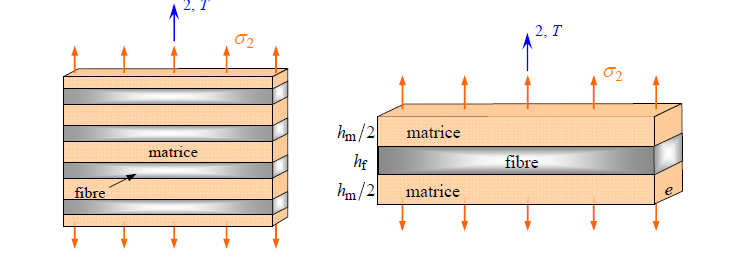 2, T
σ2
matrice
fibre
2, T
σ2
hm/2
matrice
hf
fibre
hm/2
matrice
e